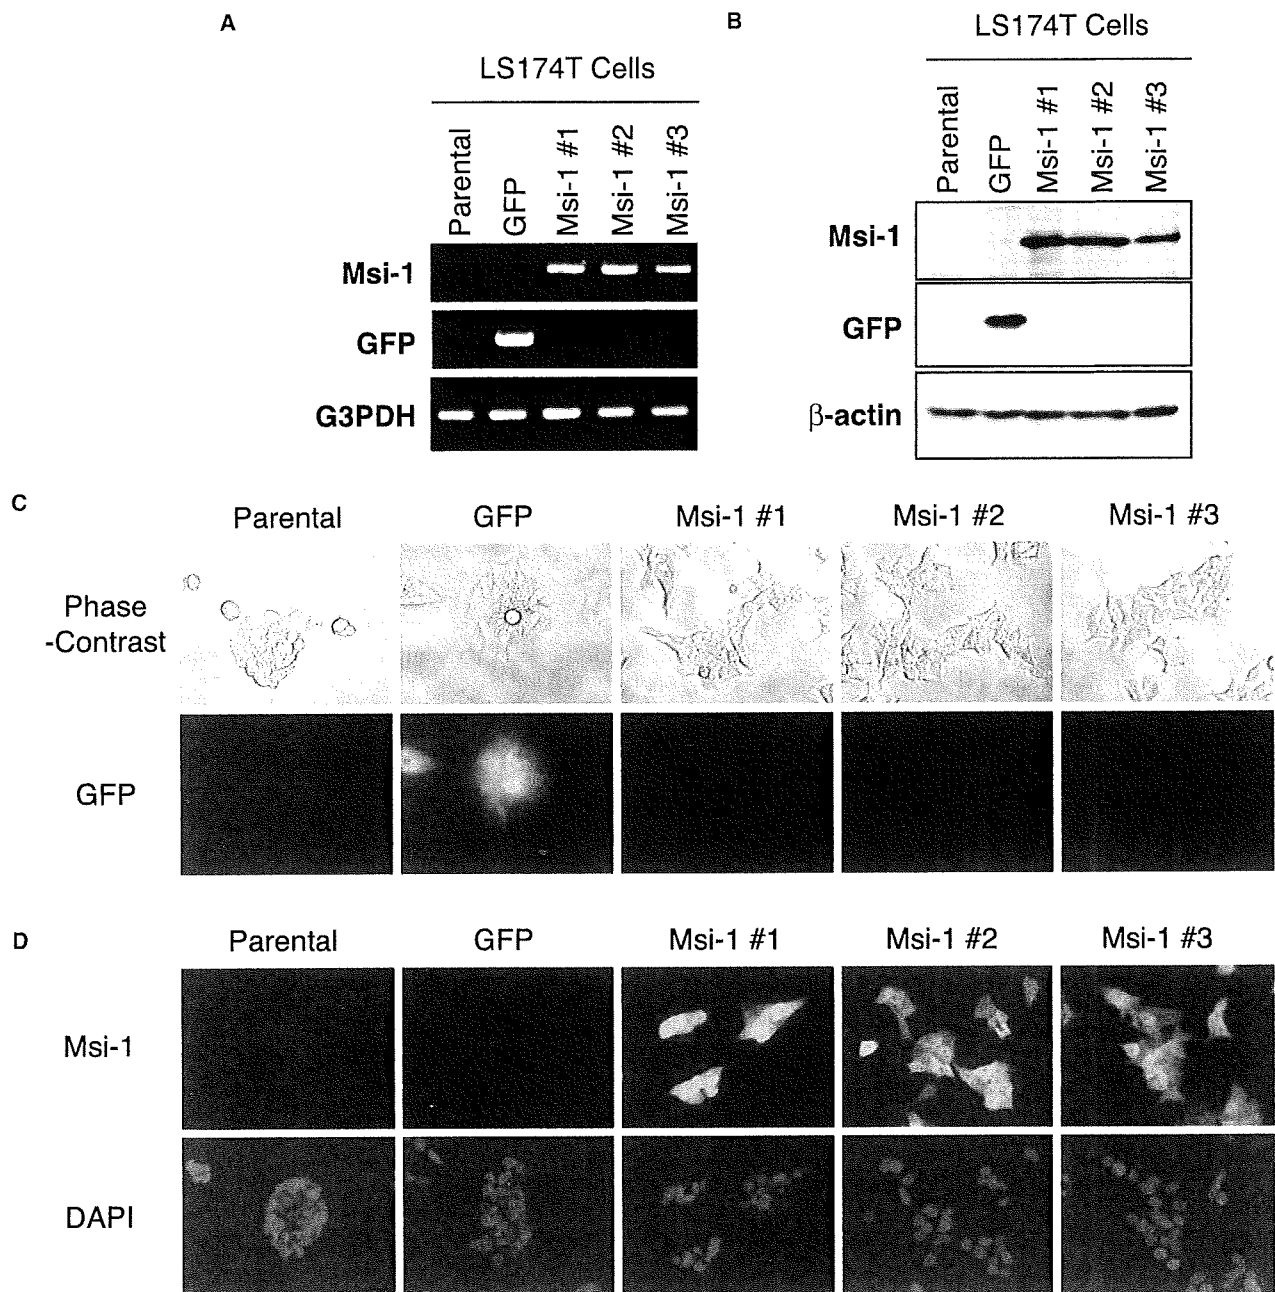 A
LS174T Cells
Parental
GFP
Msi-1 #1
Msi-1 #2
Msi-1 #3
Msi-1
GFP
G3PDH
B
LS174T Cells
Parental
GFP
Msi-1 #1
Msi-1 #2
Msi-1 #3
Msi-1
GFP
β-actin
C
Parental
GFP
Msi-1 #1
Msi-1 #2
Msi-1 #3
Phase
-Contrast
GFP
D
Parental
GFP
Msi-1 #1
Msi-1 #2
Msi-1 #3
Msi-1
DAPI